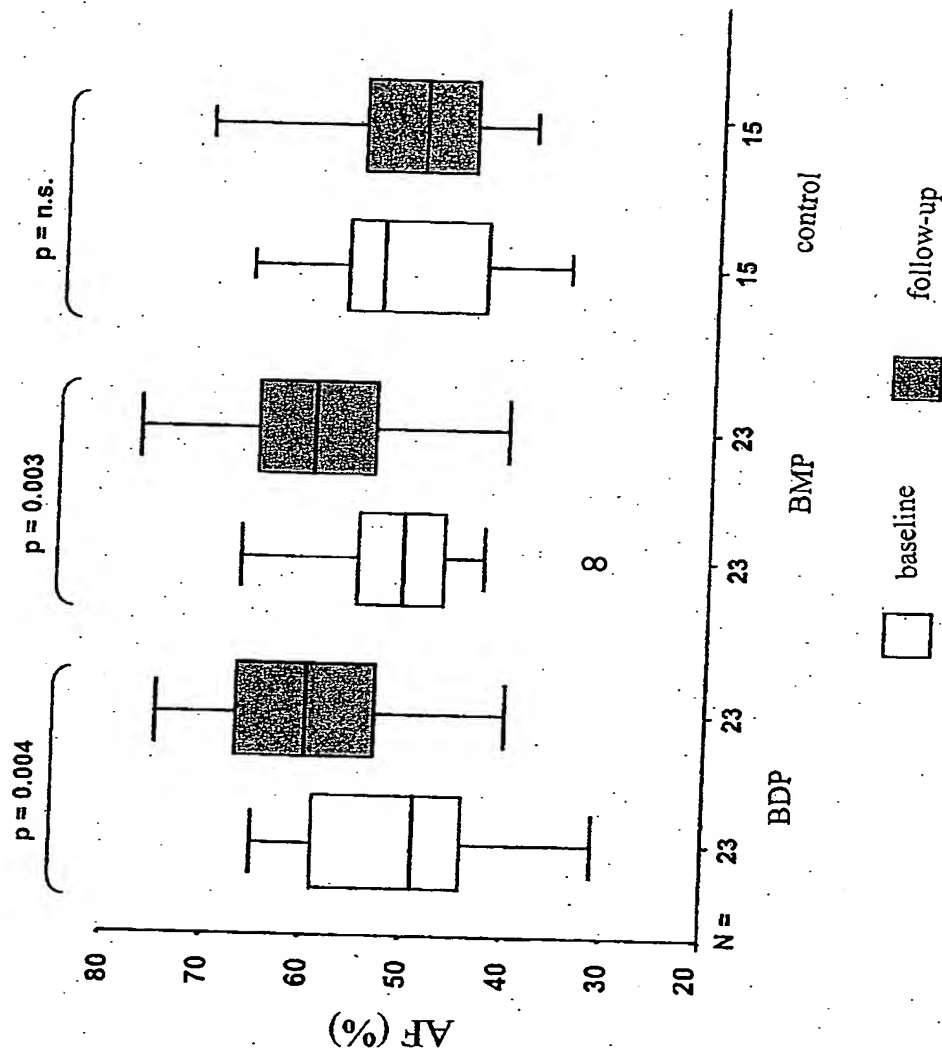 p = 0.004
p = 0.003
p = n.s.
80
70
60
50
40
30
20
AF (%)
8
N =
23
23
23
23
15
15
BDP
BMP
control
baseline
follow-up